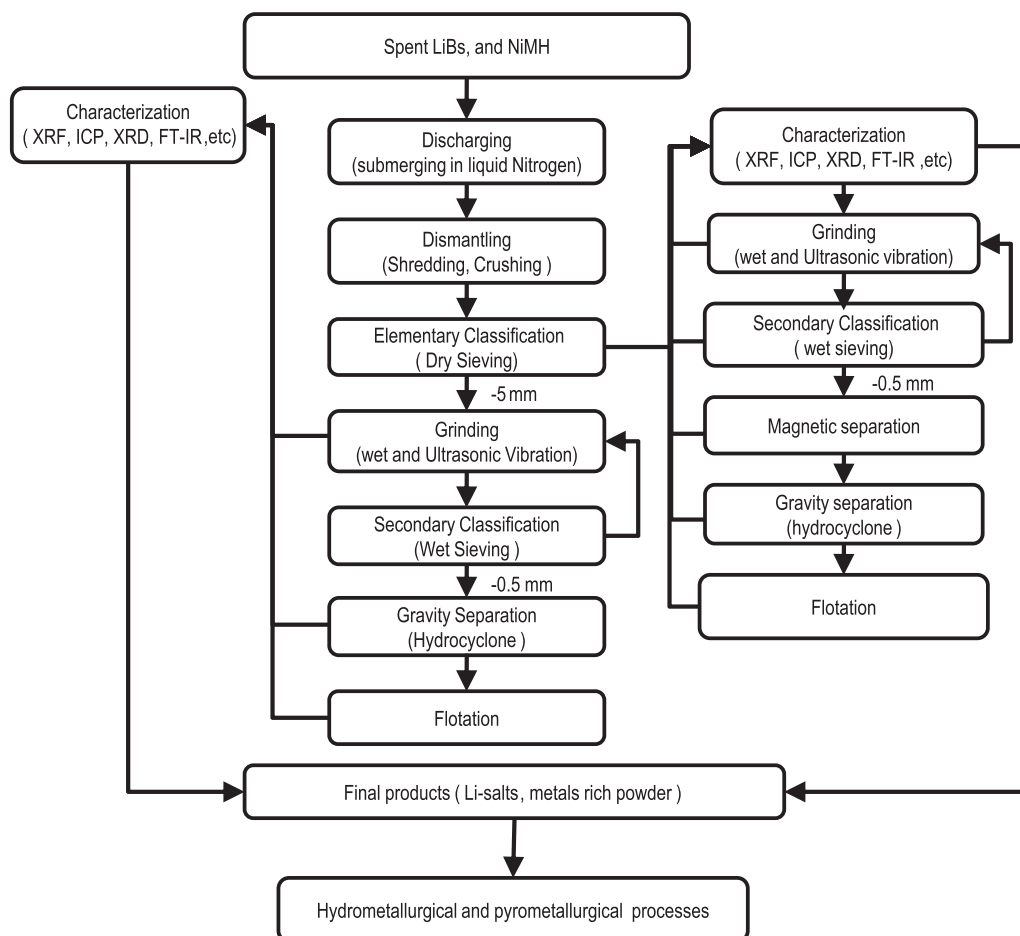 Spent LiBs, and NiMH
Characterization
( XRF, ICP, XRD, FT-IR,etc)
Discharging
(submerging in liquid Nitrogen)
Dismantling
(Shredding, Crushing )
Elementary Classification
( Dry Sieving)
-5 mm
Grinding
(wet and Ultrasonic Vibration)
Secondary Classification
(Wet Sieving )
-0.5 mm
Gravity Separation
(Hydrocyclone )
Flotation
Characterization
( XRF, ICP, XRD, FT-IR ,etc)
Grinding
(wet and Ultrasonic vibration)
Secondary Classification
( wet sieving)
-0.5 mm
Magnetic separation
Gravity separation
(hydrocyclone )
Flotation
Final products ( Li-salts, metals rich powder )
Hydrometallurgical and pyrometallurgical processes